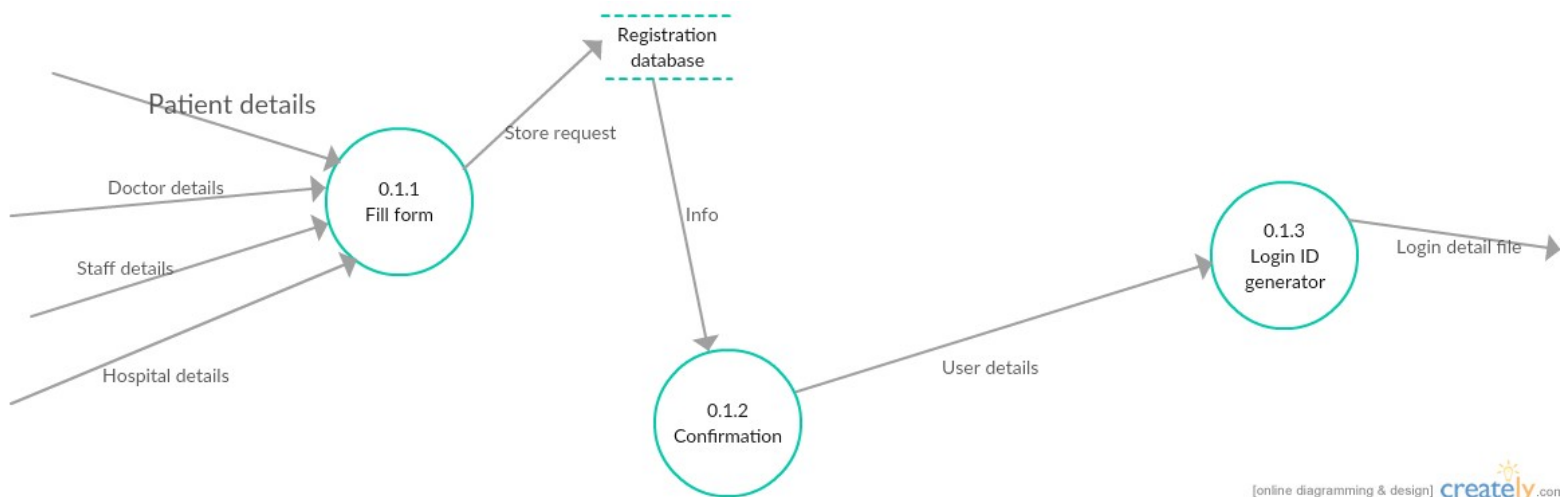 Registration
database
Patient details
Store request
Doctor details
0.1.1
Fill form
Info
0.1.3
Login ID
generator
Login detail file
Staff details
Hospital details
User details
0.1.2
Confirmation
[online diagramming & design] creately.com